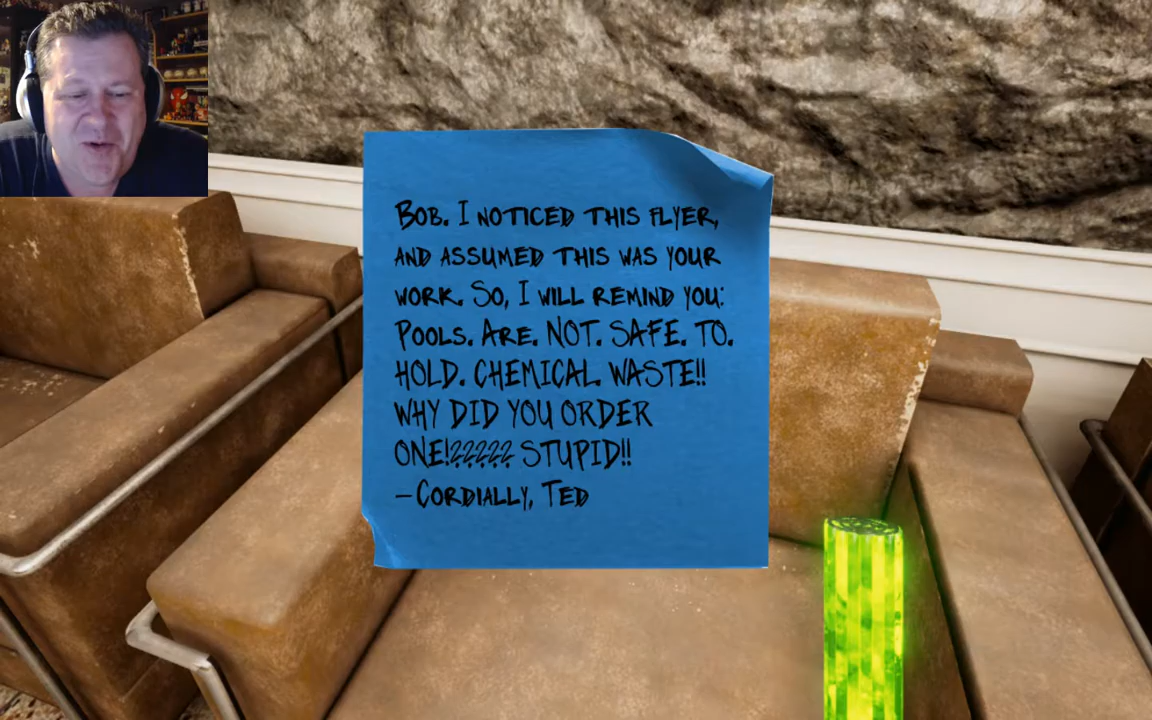 Bob. I noticed this flyer,
and assumed this was your
work. So, I will remind you:
Pools. Are. NOT. SAFE. TO.
HOLD. CHEMICAL. WASTE!!
WHY DID YOU ORDER
ONE!????? STUPID!!
-Cordially, Ted